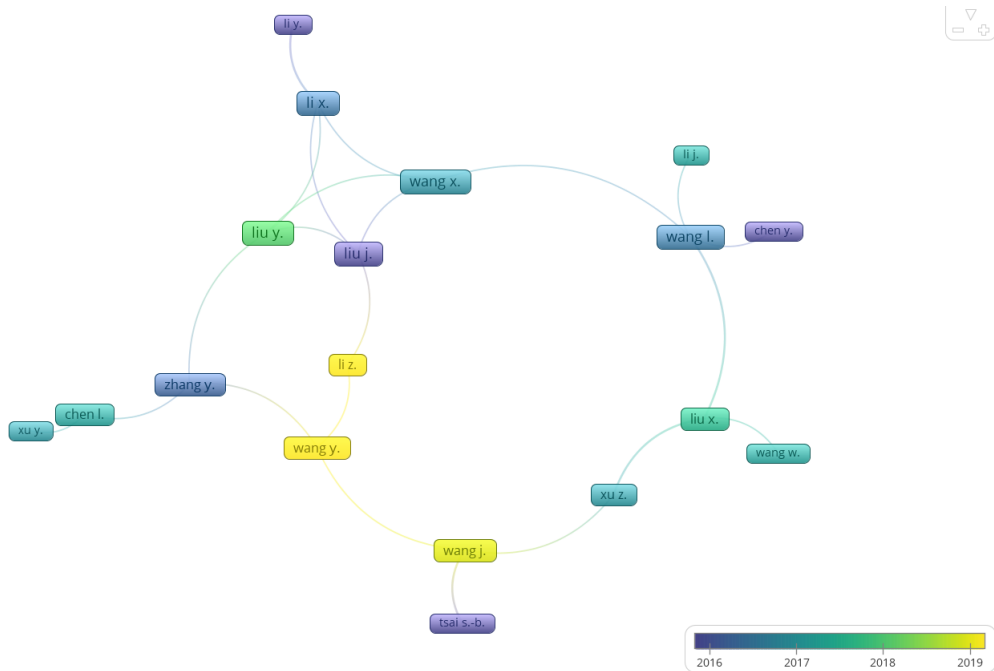 li y.
li x.
li j.
wang x.
liu y.
wang l.
chen y.
liu j.
li z.
zhang y.
chen l.
xu y.
liu x.
wang y.
wang w.
xu z.
wang j.
tsai s.-b.
2016 2017 2018 2019